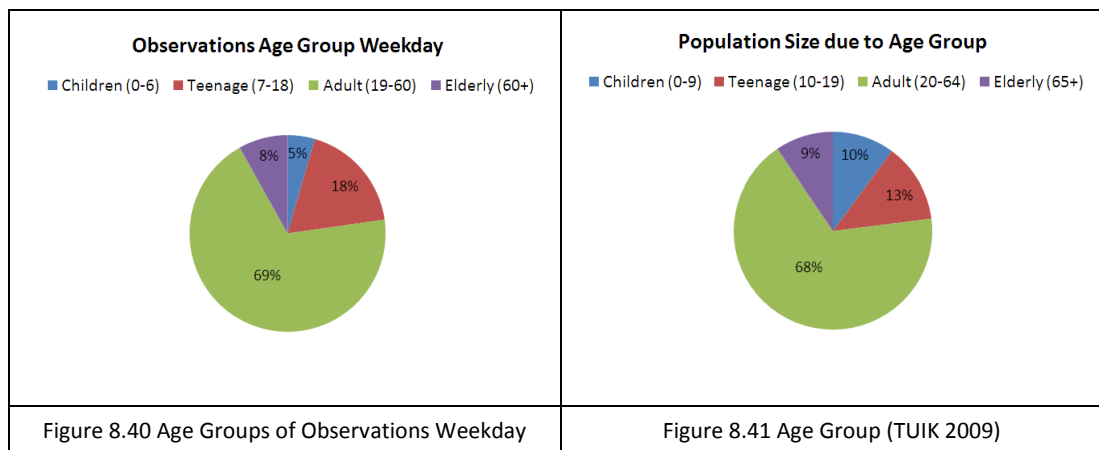 Observations Age Group Weekday
Children (0-6) Teenage (7-18) Adult (19-60) Elderly (60+)
5%
8%
18%
69%
Figure 8.40 Age Groups of Observations Weekday
Population Size due to Age Group
Children (0-9) Teenage (10-19) Adult (20-64) Elderly (65+)
9%
10%
13%
68%
Figure 8.41 Age Group (TUIK 2009)